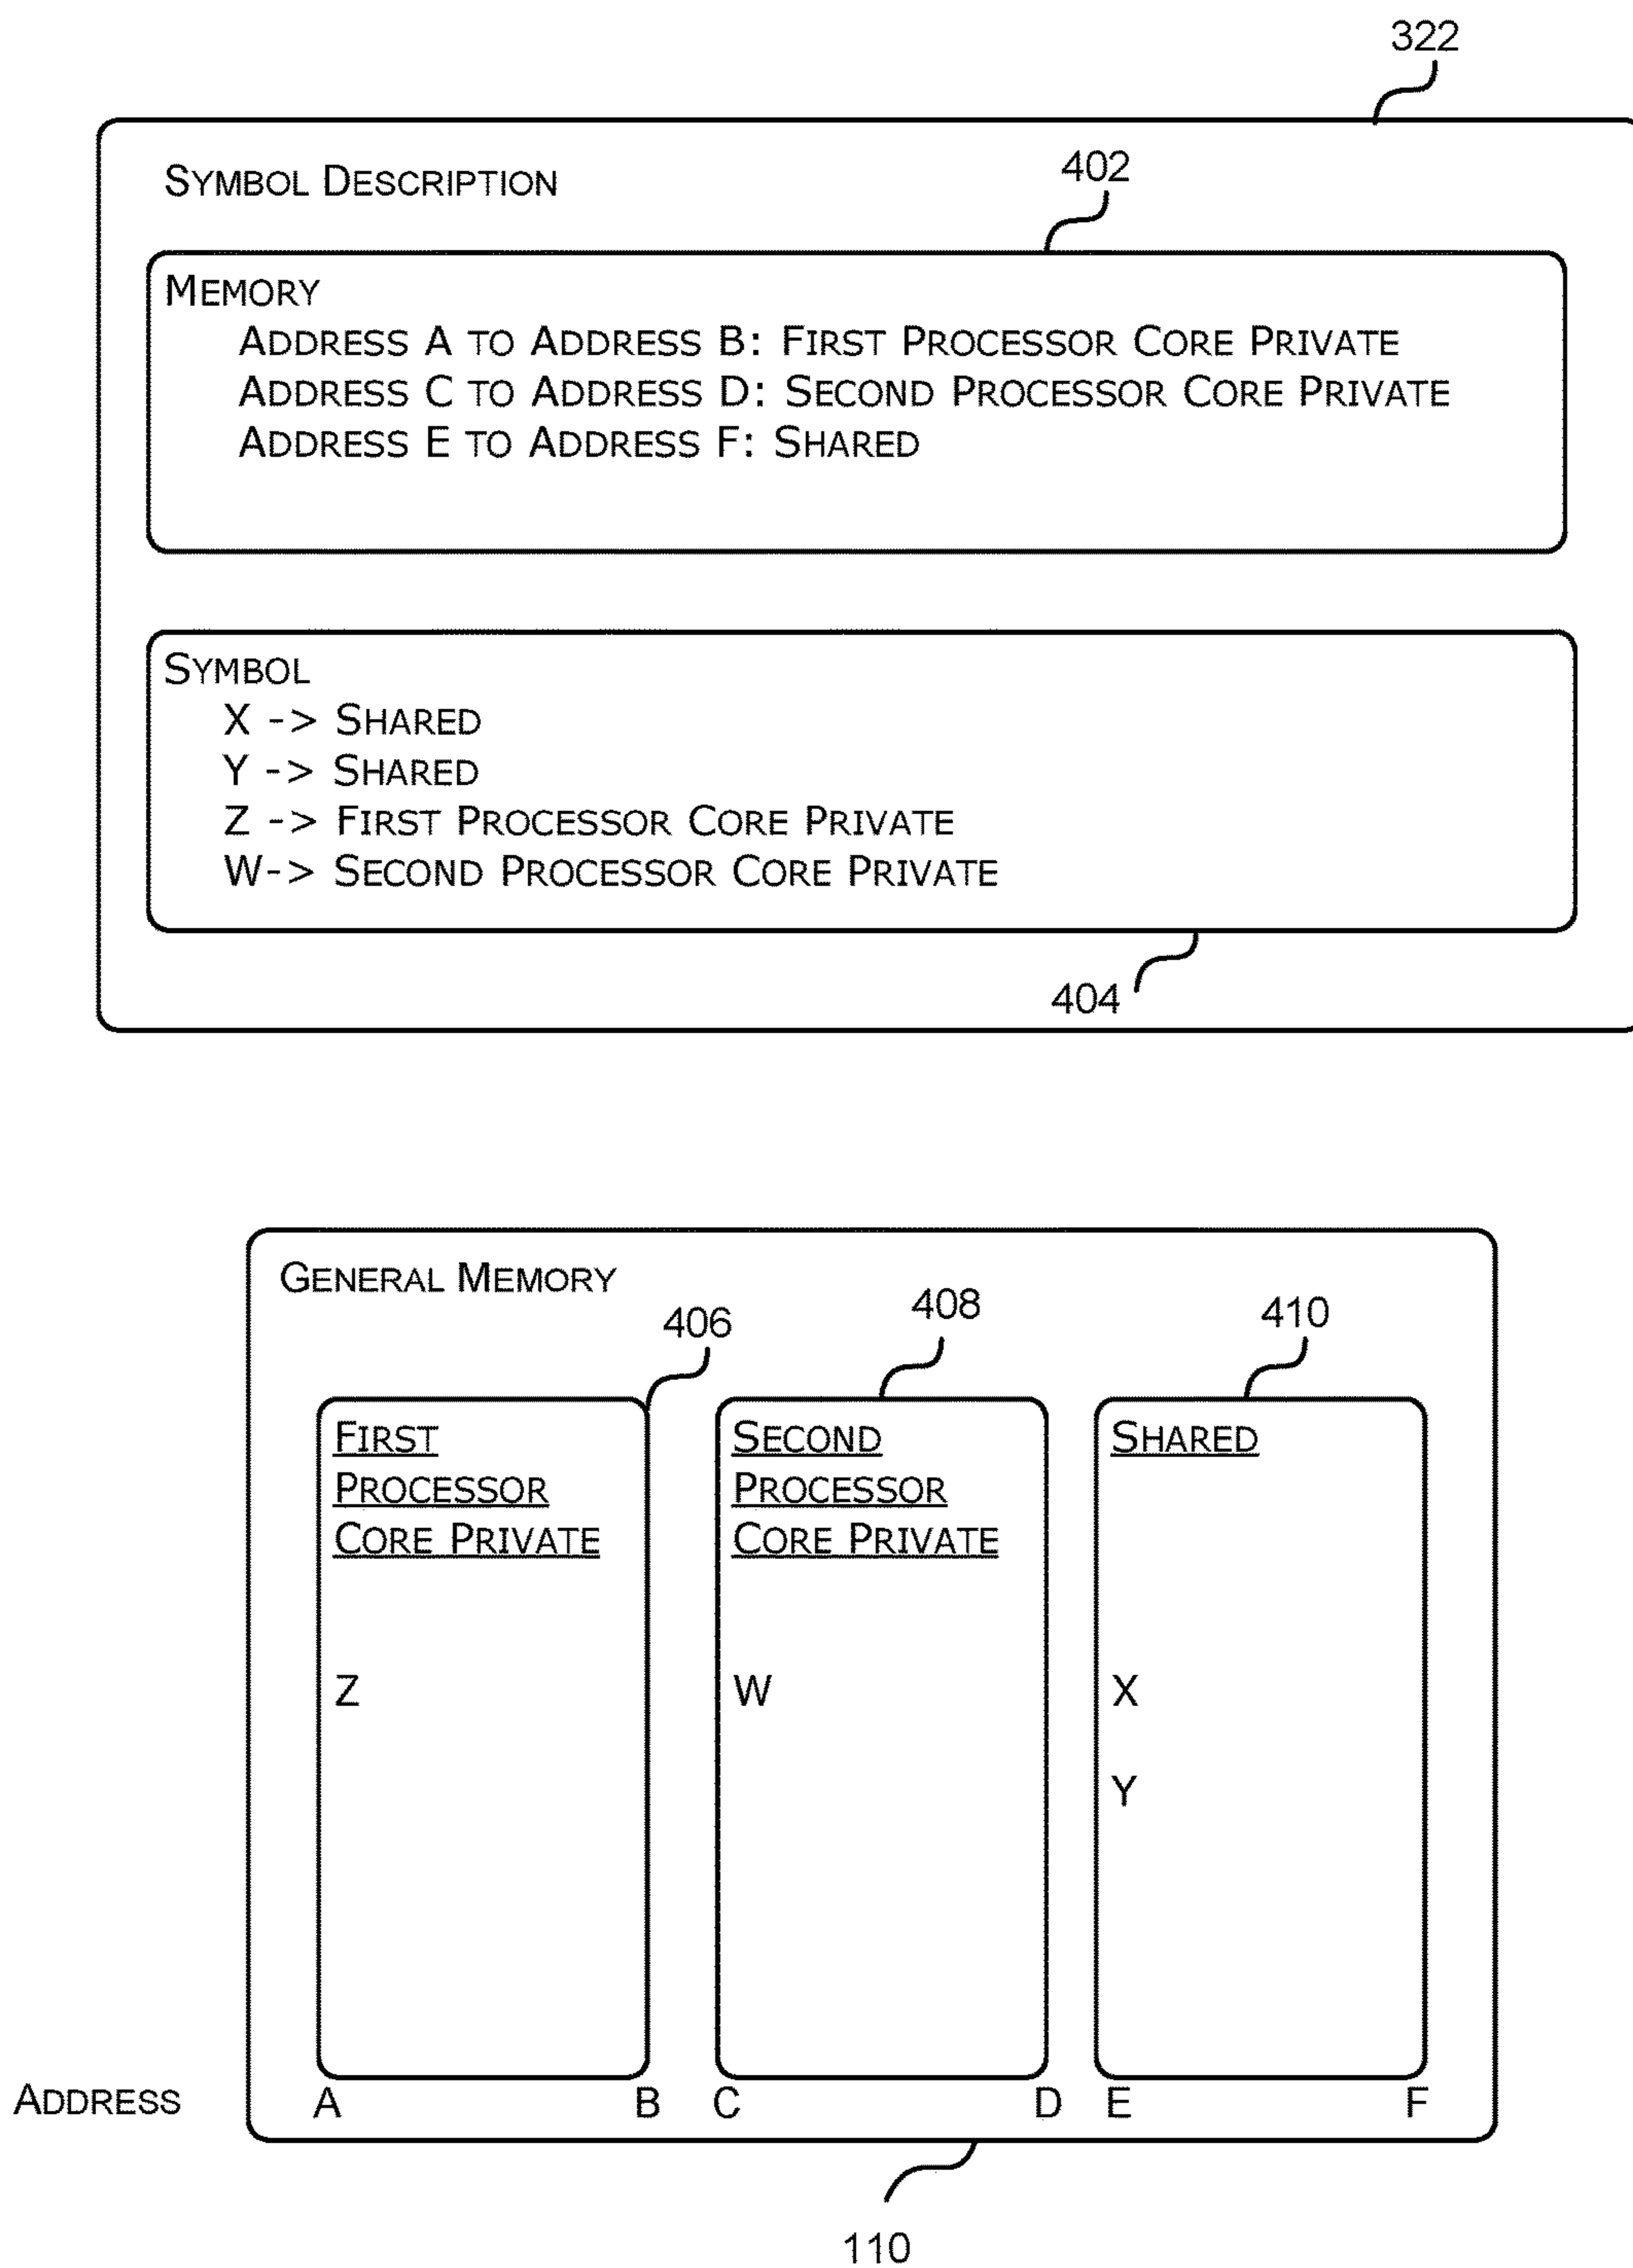 322
SYMBOL DESCRIPTION
402
MEMORY
ADDRESS A TO ADDRESS B: FIRST PROCESSOR CORE PRIVATE
ADDRESS C TO ADDRESS D: SECOND PROCESSOR CORE PRIVATE
ADDRESS E TO ADDRESS F: SHARED
SYMBOL
X -> SHARED
Y -> SHARED
Z -> FIRST PROCESSOR CORE PRIVATE
W-> SECOND PROCESSOR CORE PRIVATE
404
GENERAL MEMORY
406
408
410
FIRST
PROCESSOR
CORE PRIVATE
Z
SECOND
PROCESSOR
CORE PRIVATE
W
SHARED
X
Y
ADDRESS A B C D E F
110